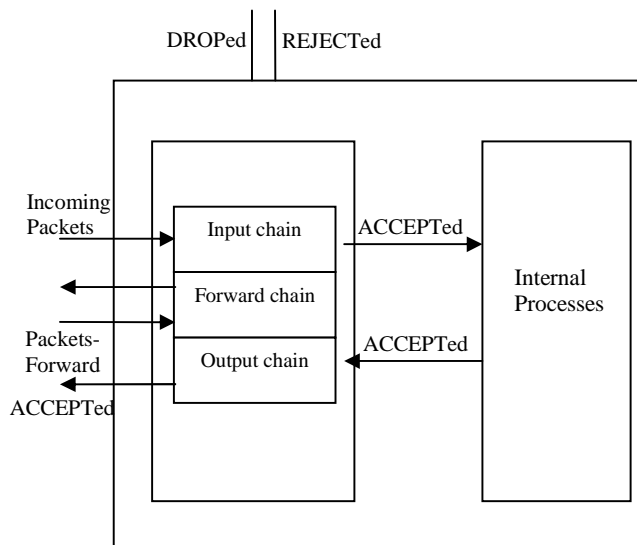 DROPed REJECTed
Incoming
Packets
Input chain
ACCEPTed
Internal
Processes
Forward chain
Packets-
Forward
ACCEPTed
Output chain
ACCEPTed